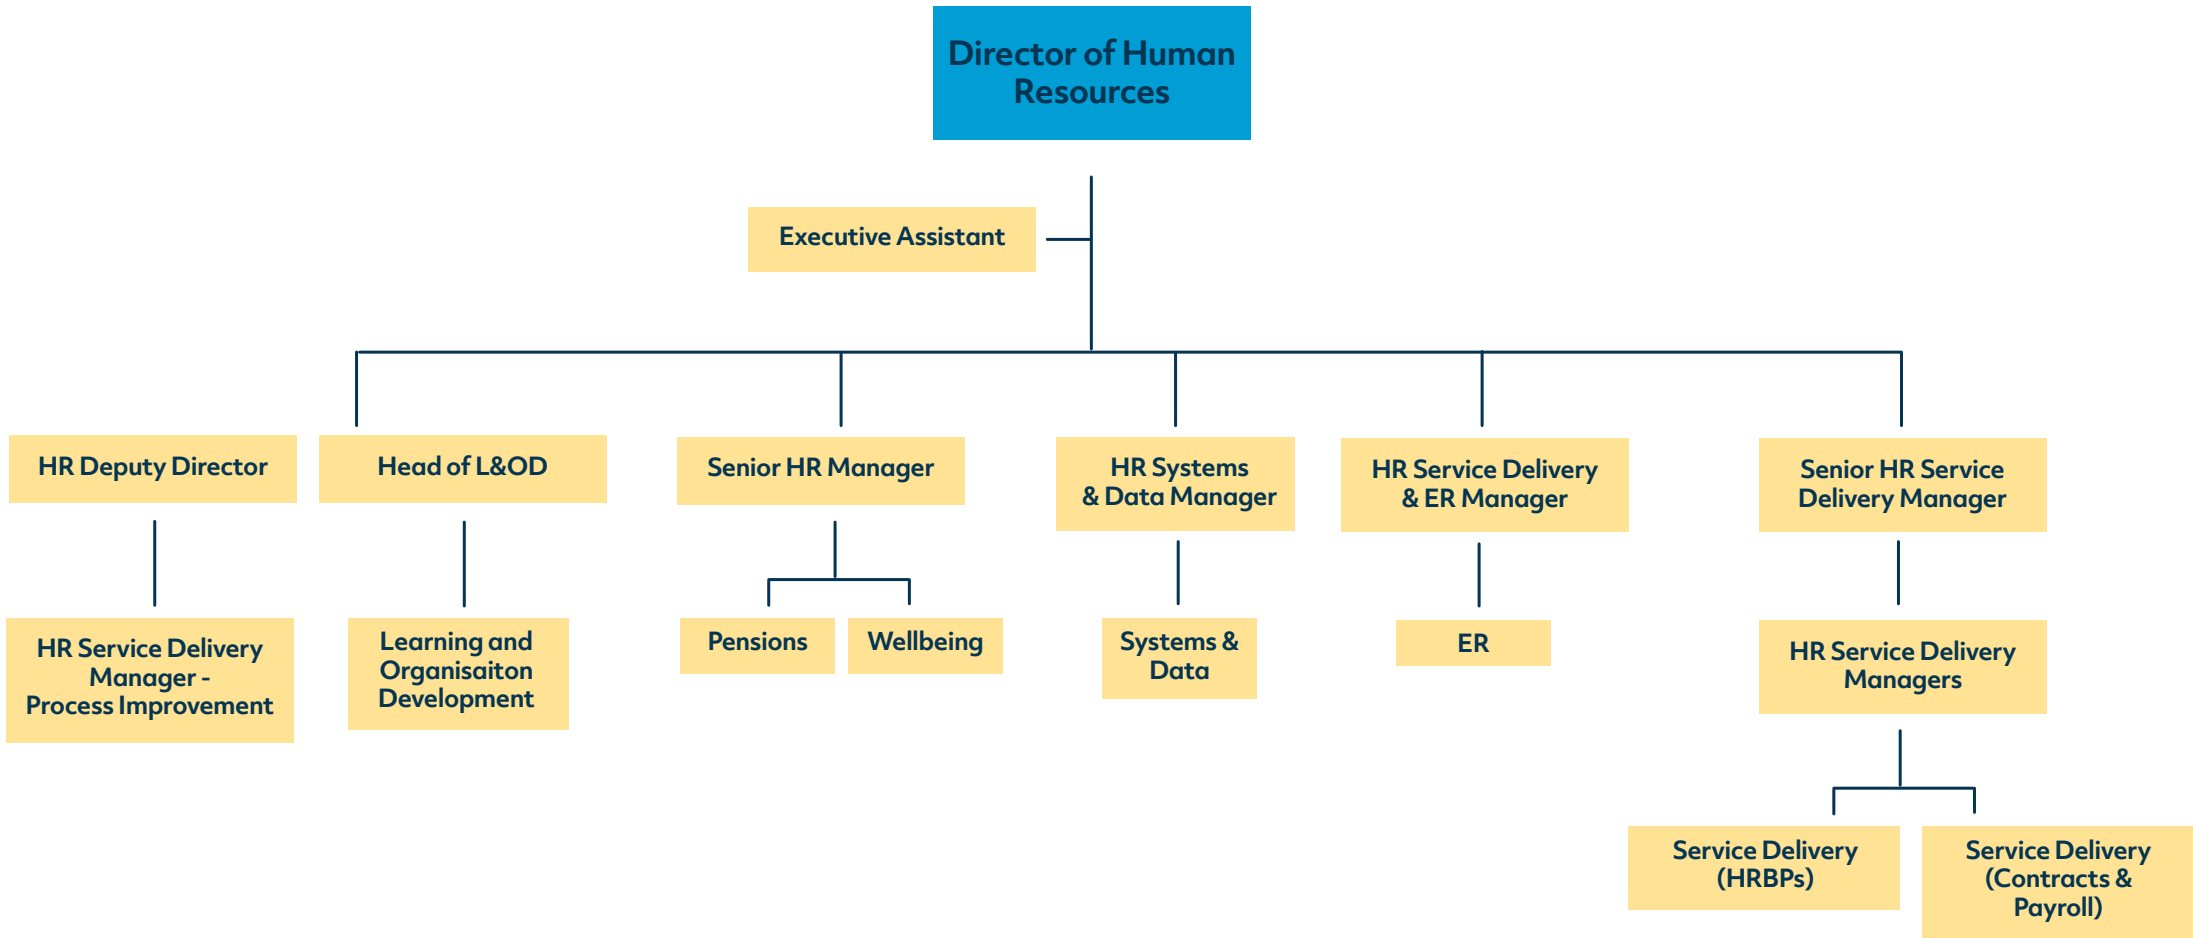 Director of Human
Resources
Executive Assistant
HR Deputy Director
Head of L&OD
Senior HR Manager
HR Systems
& Data Manager
HR Service Delivery
& ER Manager
Senior HR Service
Delivery Manager
HR Service Delivery
Manager -
Process Improvement
Learning and
Organisaiton
Development
Pensions
Wellbeing
Systems &
Data
ER
HR Service Delivery
Managers
Service Delivery
(HRBPs)
Service Delivery
(Contracts &
Payroll)